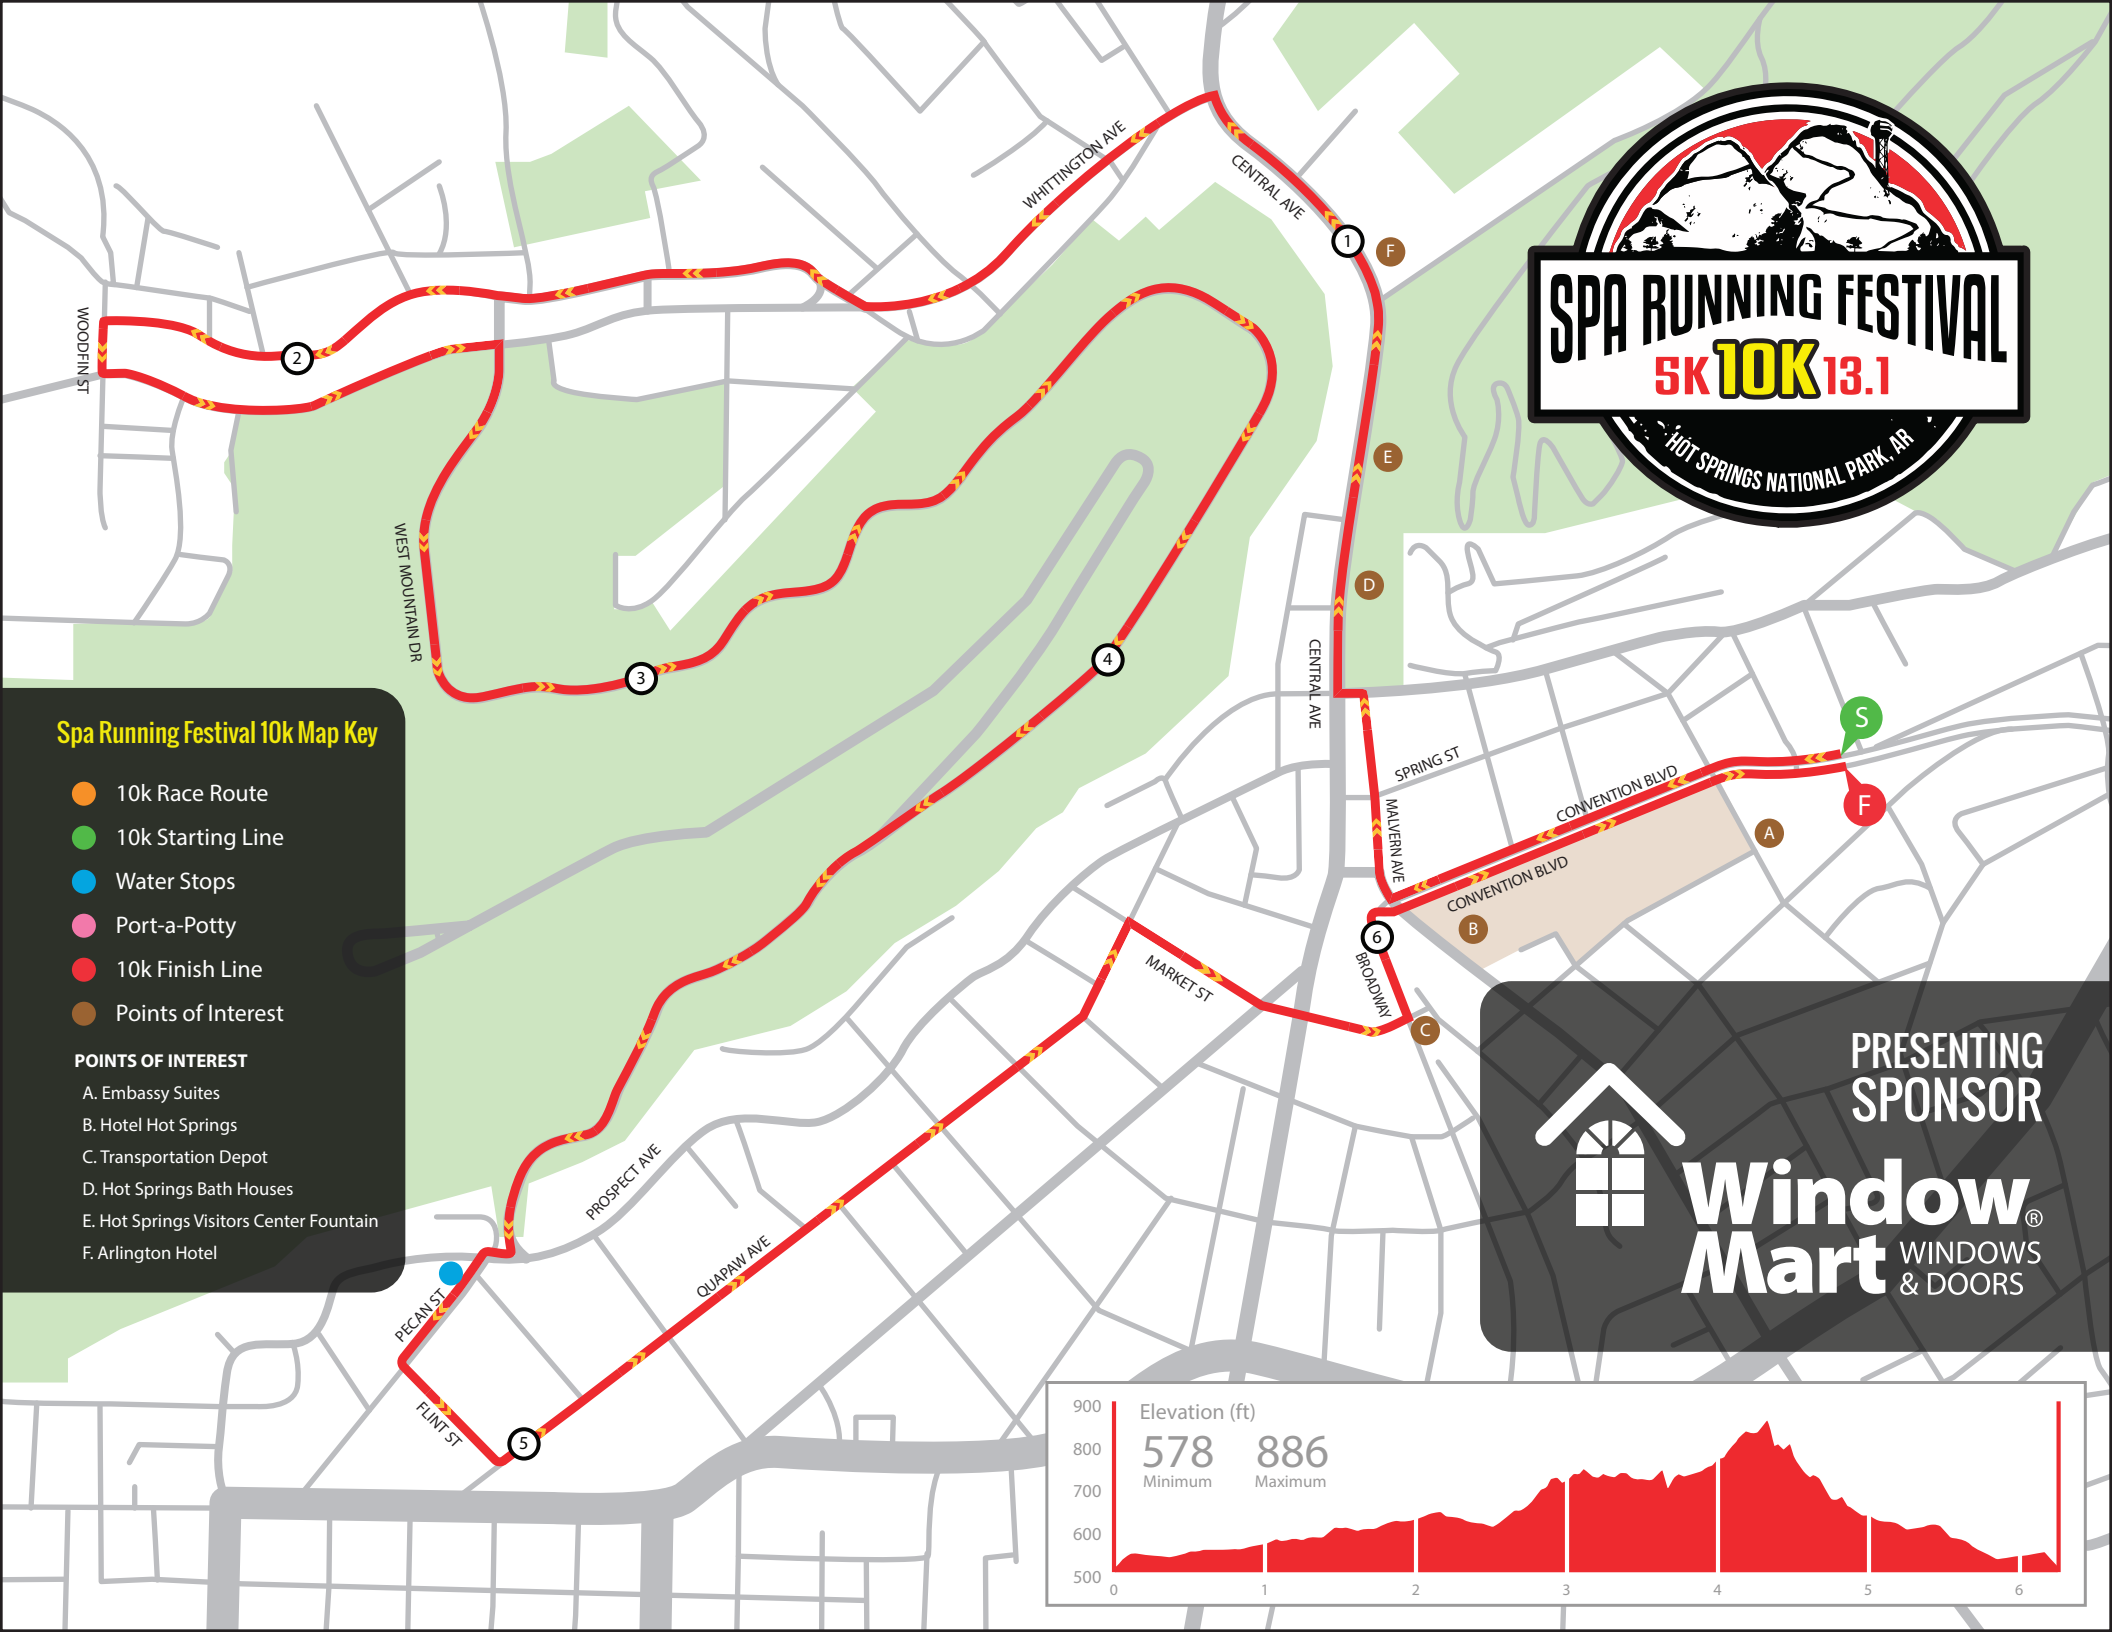 WHITTINGTON AVE
CENTRAL AVE
1
F
2
WOODFIN ST
E
WEST MOUNTAIN DR
D
3
4
CENTRAL AVE
SPRING ST
MALVERN AVE
CONVENTION BLVD
CONVENTION BLVD
S
F
A
B
6
BROADWAY
C
MARKET ST
PROSPECT AVE
QUAPAW AVE
PECAN ST
FLINT ST
5
SPA RUNNING FESTIVAL
5K 10K 13.1
HOT SPRINGS NATIONAL PARK, AR
Spa Running Festival 10k Map Key
10k Race Route
10k Starting Line
Water Stops
Port-a-Potty
10k Finish Line
Points of Interest
POINTS OF INTEREST
A. Embassy Suites
B. Hotel Hot Springs
C. Transportation Depot
D. Hot Springs Bath Houses
E. Hot Springs Visitors Center Fountain
F. Arlington Hotel
PRESENTING
SPONSOR
Window®
Mart WINDOWS
& DOORS
Elevation (ft)
578 886
Minimum Maximum
900
800
700
600
500
0 1 2 3 4 5 6